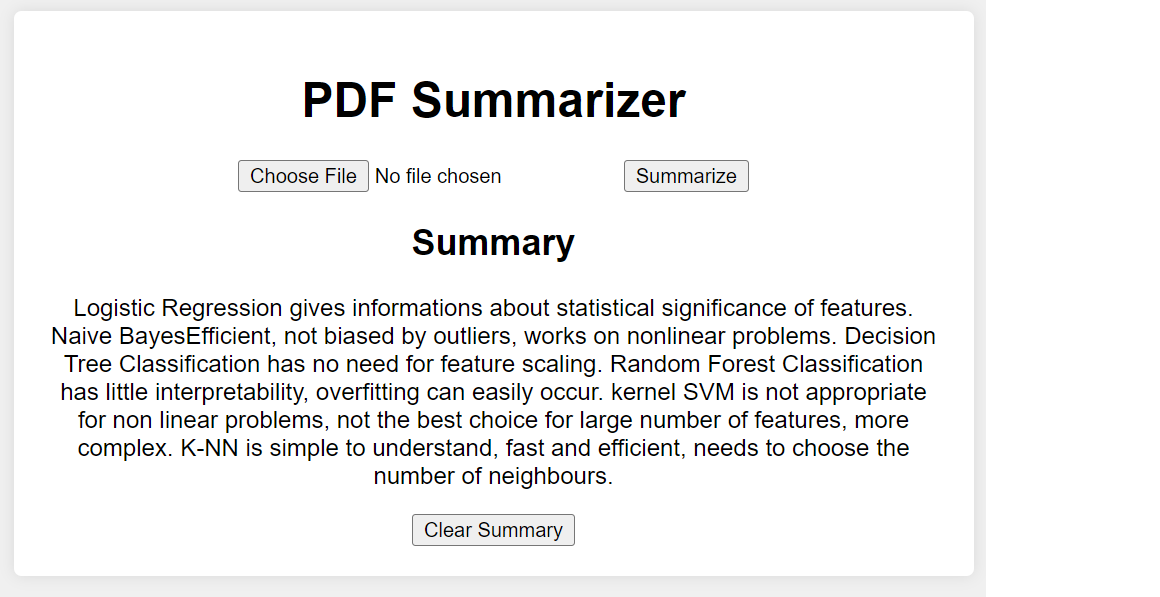 PDF Summarizer
Choose File No file chosen Summarize
Summary
Logistic Regression gives informations about statistical significance of features.
Naive BayesEfficient, not biased by outliers, works on nonlinear problems. Decision
Tree Classification has no need for feature scaling. Random Forest Classification
has little interpretability, overfitting can easily occur. kernel SVM is not appropriate
for non linear problems, not the best choice for large number of features, more
complex. K-NN is simple to understand, fast and efficient, needs to choose the
number of neighbours.
Clear Summary